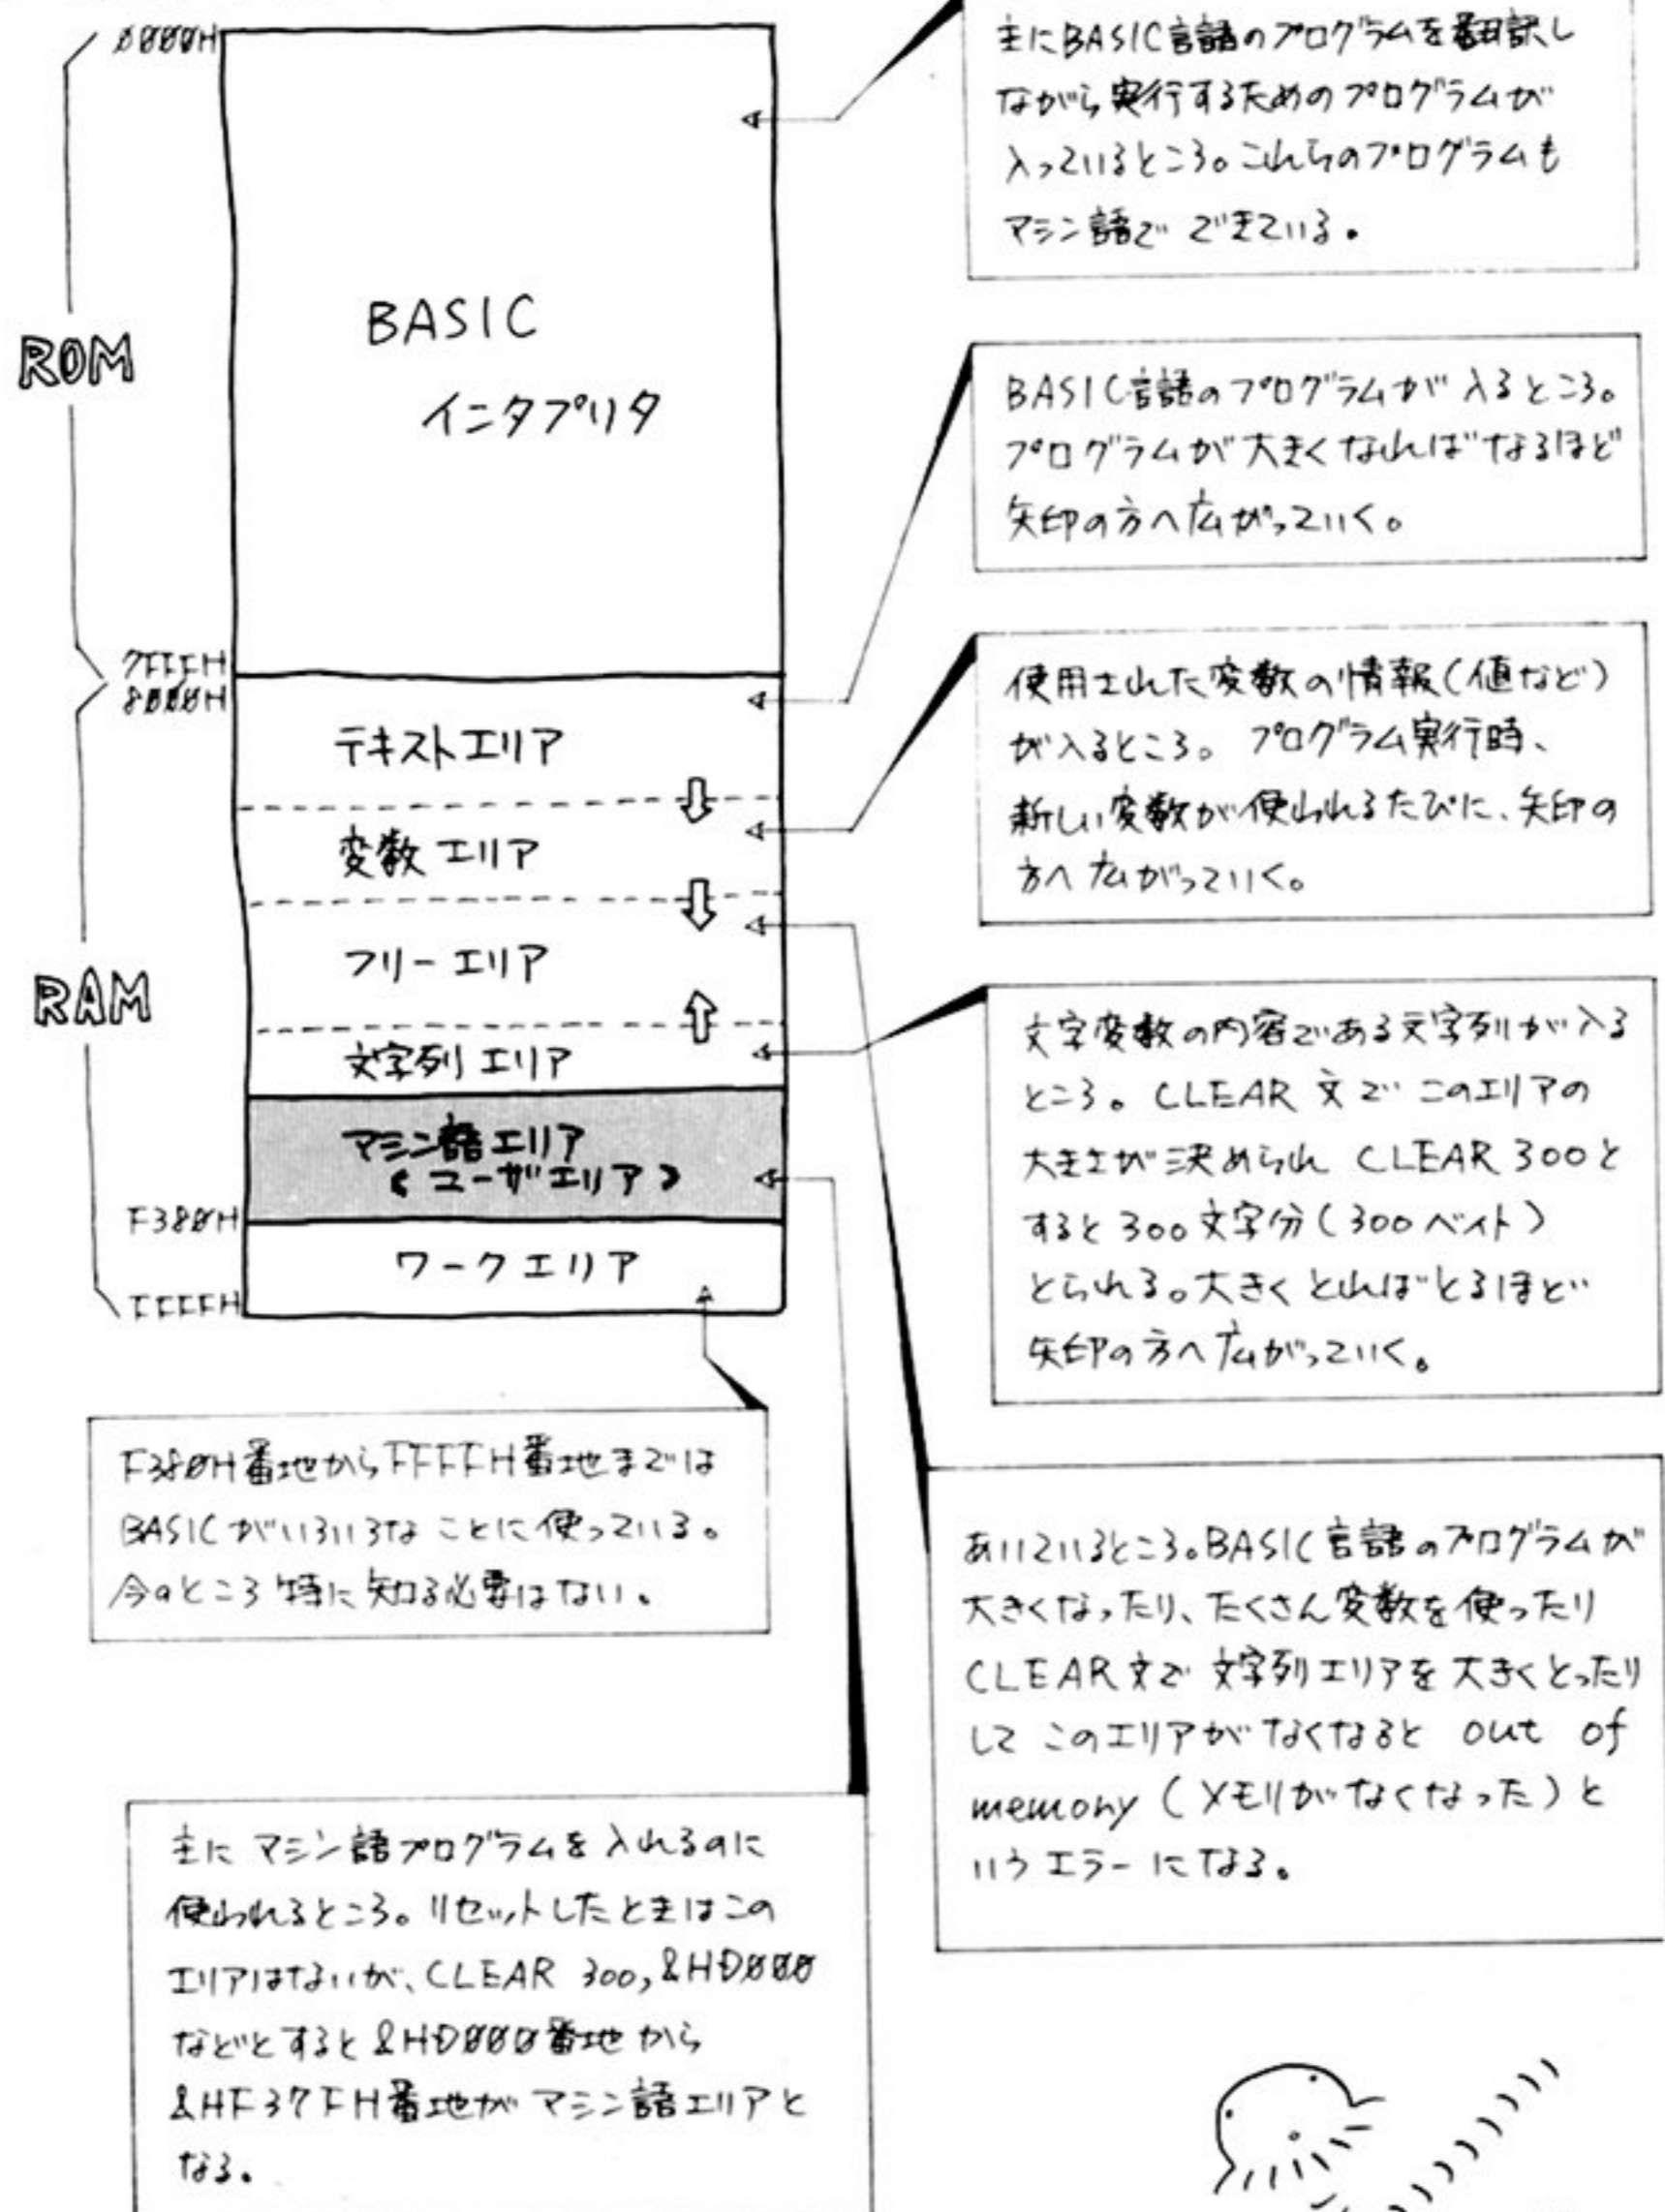 0000H
ROM
BASIC
インタプリタ
7FFFH
8000H
テキストエリア
変数エリア
フリーエリア
RAM
文字列エリア
マシン語エリア
<ユーザエリア>
F380H
ワークエリア
FFFFH
主にBASIC言語のプログラムを翻訳し
ながら実行するためのプログラムが
入っているところ。これらのプログラムも
マシン語で できている。
BASIC言語のプログラムが入るところ。
プログラムが大きくなればなるほど
矢印の方へ広がっていく。
使用された変数の情報(値など)
が入るところ。 プログラム実行時、
新しい変数が使われるたびに、矢印の
方へ広がっていく。
文字変数の内容である文字列が入る
ところ。CLEAR 文で このエリアの
大きさが決められ CLEAR 300と
すると 300文字分(300バイト)
とられる。大きくとればとるほど
矢印の方へ広がっていく。
F380H番地からFFFFH番地までは
BASICがいろいろな ことに使っている。
今のところ 特に知る必要はない。
あいているところ。BASIC言語のプログラムが
大きくなったり、たくさん変数を使ったり
CLEAR文で 文字列エリアを大きくとったり
して このエリアがなくなると out of
memory (メモリがなくなった)と
いうエラーになる。
主に マシン語プログラムを入れるのに
使われるところ。リセットしたときはこの
エリアはないが、CLEAR 300,&HD000
などとすると&HD000番地から
&HF37FH番地がマシン語エリアと
なる。